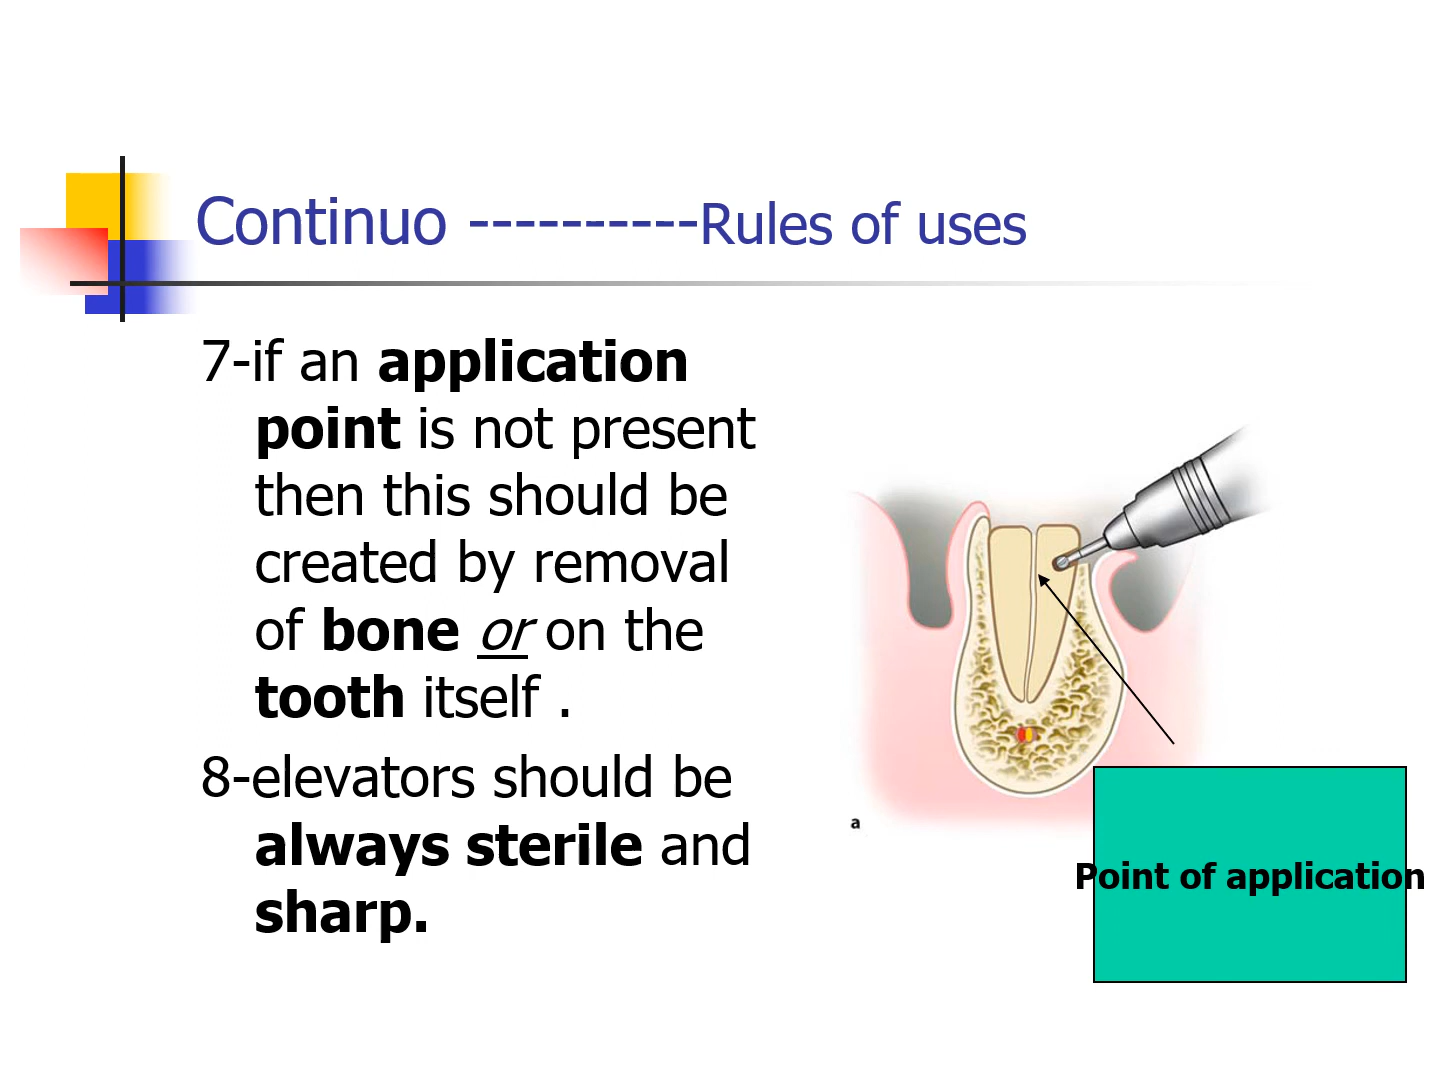 Continuo ----------Rules of uses
7-if an application
point is not present
then this should be
created by removal
of bone or on the
tooth itself .
8-elevators should be
always sterile and
sharp.
a
Point of application